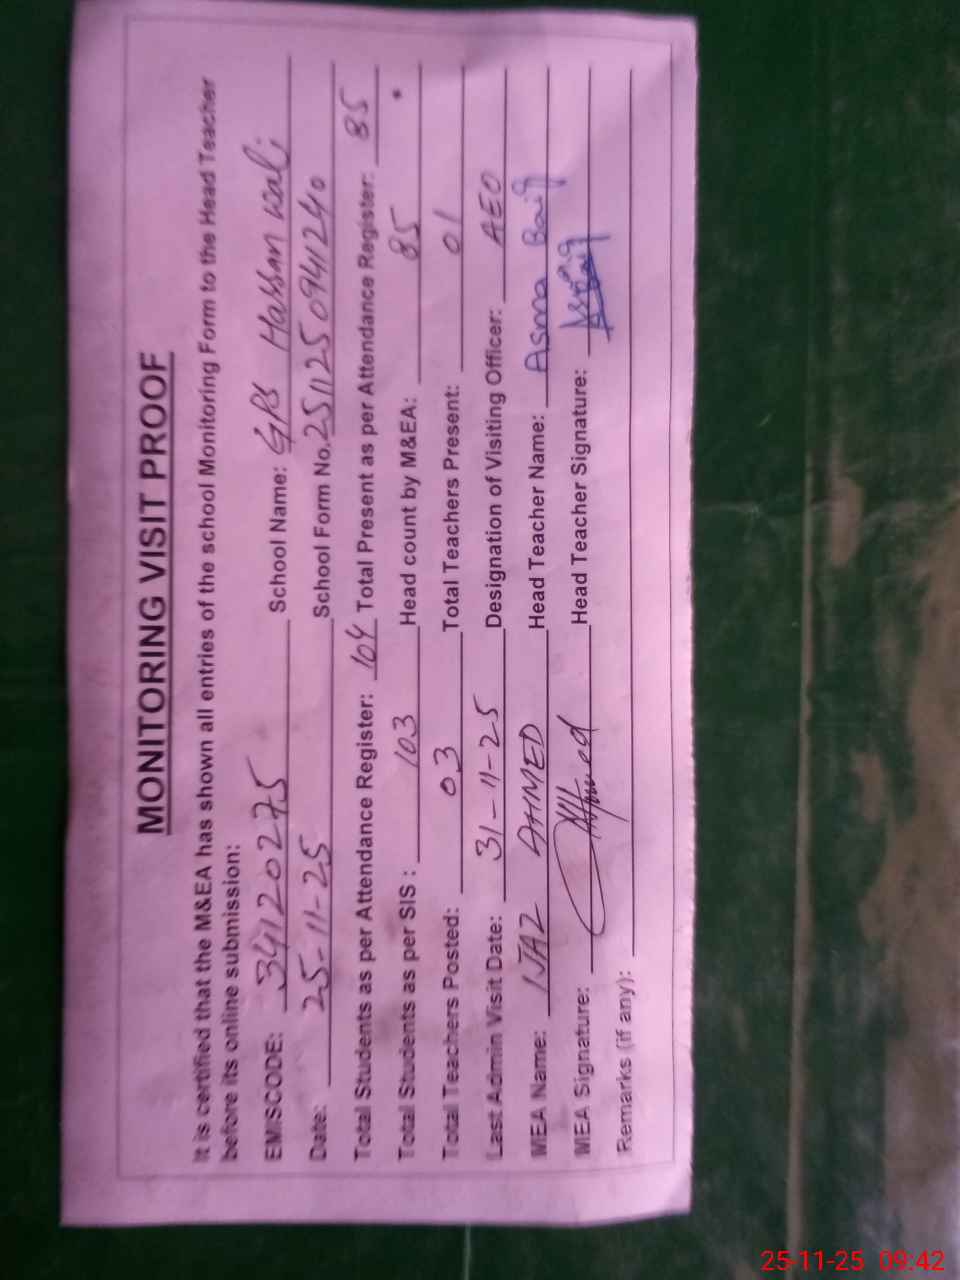 MONITORING VISIT PROOF
It is certified that the M&EA has shown all entries of the school Monitoring Form to the Head Teacher
before its online submission:
EMISCODE: 34120275 School Name: GPS Hassan wali
Date: 25-11-25 School Form No. 25112509411240
Total Students as per Attendance Register: 104 Total Present as per Attendance Register: 85
Total Students as per SIS: 103 Head count by M&EA: 85
Total Teachers Posted: 03 Total Teachers Present: 01
Last Admin Visit Date: 31-11-25 Designation of Visiting Officer: AEO
MEA Name: IJAZ AHMED Head Teacher Name: Asma Baig
MEA Signature: Head Teacher Signature:
Remarks (if any):
25-11-25 09:42